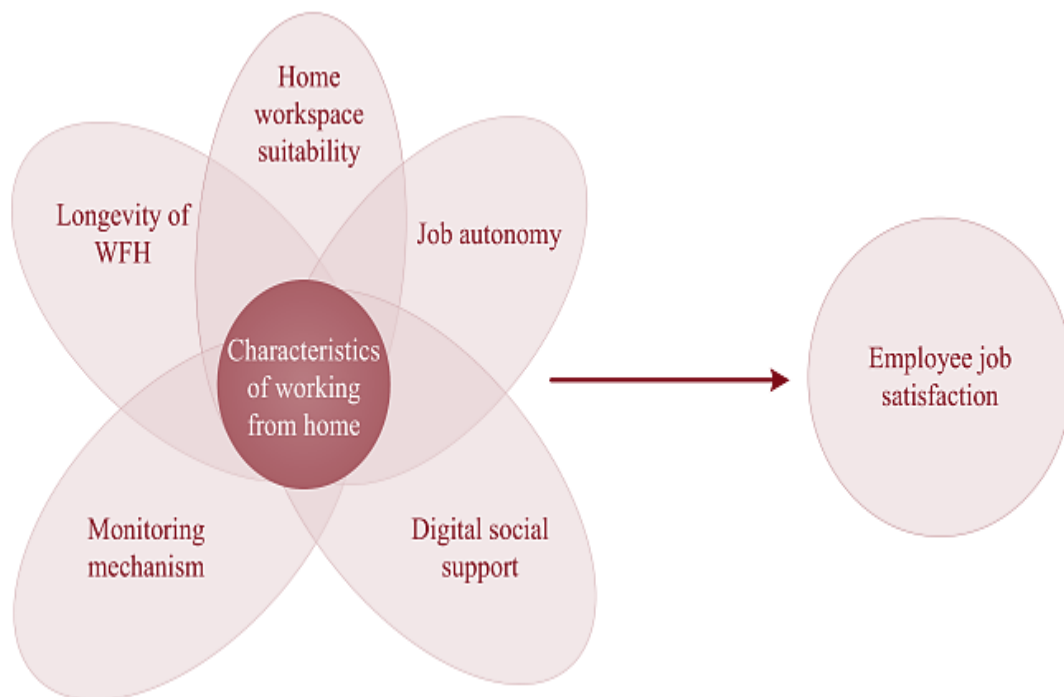 Home
workspace
suitability
Longevity of
WFH
Job autonomy
Characteristics
of working
from home
Employee job
satisfaction
Monitoring
mechanism
Digital social
support